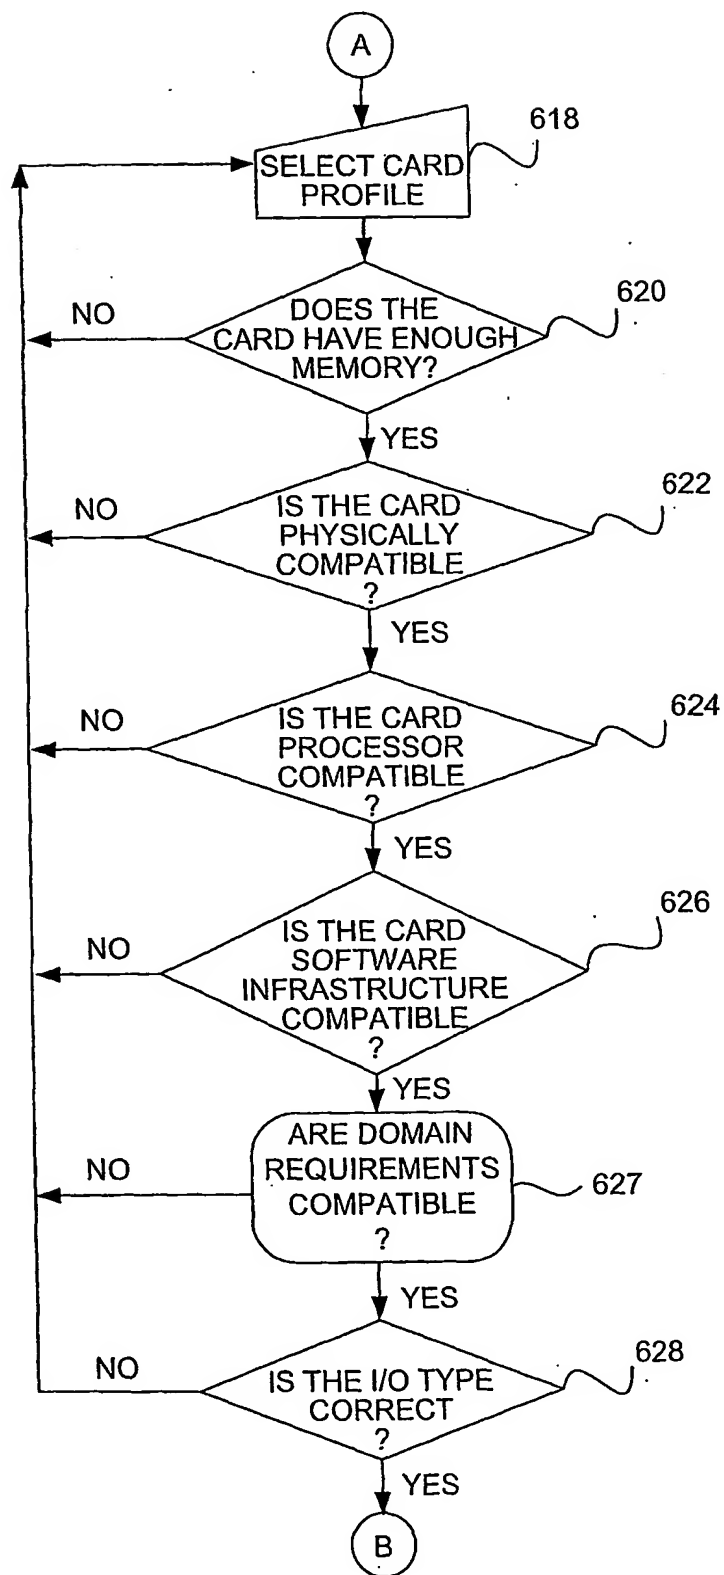 A
618
SELECT CARD
PROFILE
620
NO
DOES THE
CARD HAVE ENOUGH
MEMORY?
YES
622
NO
IS THE CARD
PHYSICALLY
COMPATIBLE
?
YES
624
NO
IS THE CARD
PROCESSOR
COMPATIBLE
?
YES
626
NO
IS THE CARD
SOFTWARE
INFRASTRUCTURE
COMPATIBLE
?
YES
NO
ARE DOMAIN
REQUIREMENTS
COMPATIBLE
?
627
YES
628
NO
IS THE I/O TYPE
CORRECT
?
YES
B